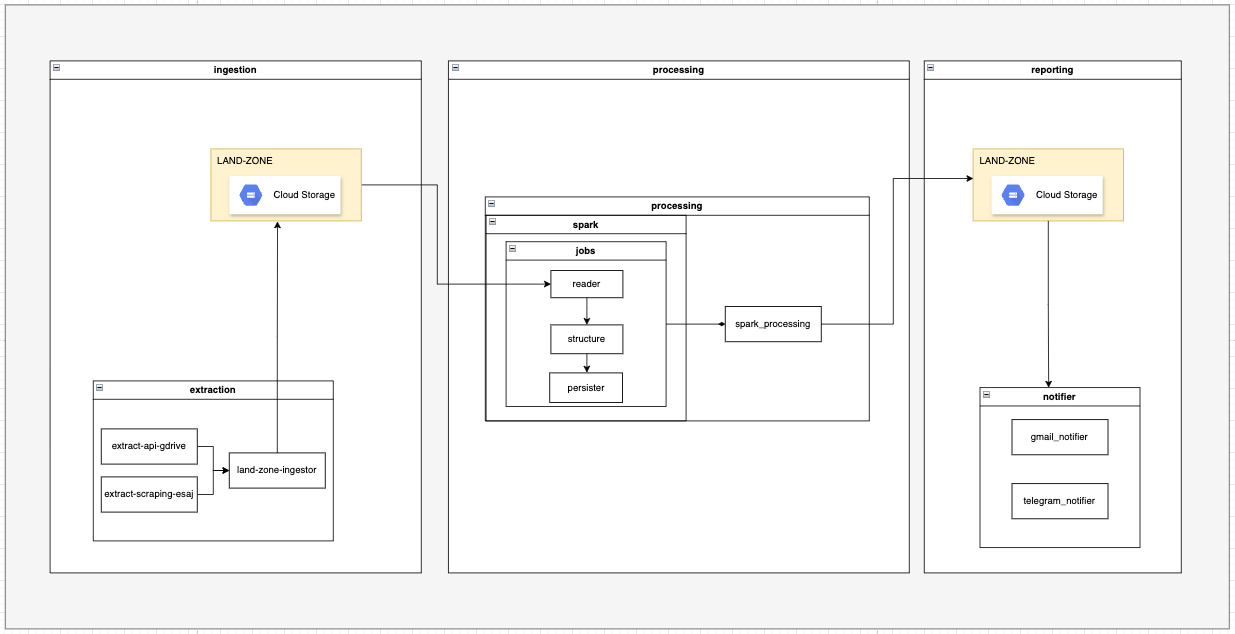 ingestion
LAND-ZONE
Cloud Storage
extraction
extract-api-gdrive
extract-scraping-esaj
land-zone-ingestor
processing
processing
spark
jobs
reader
structure
persister
spark_processing
reporting
LAND-ZONE
Cloud Storage
notifier
gmail_notifier
telegram_notifier